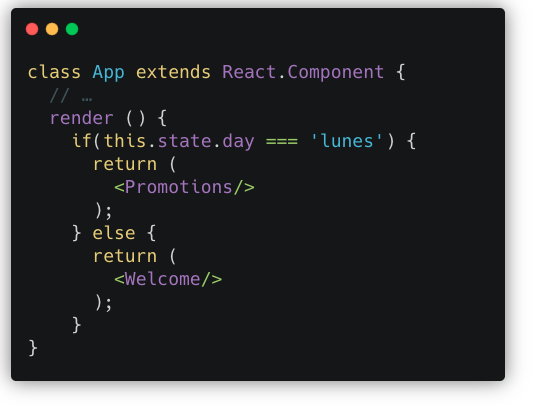 class App extends React.Component {
  // …
  render () {
    if(this.state.day === 'lunes') {
      return (
        <Promotions/>
      );
    } else {
      return (
        <Welcome/>
      );
    }
}